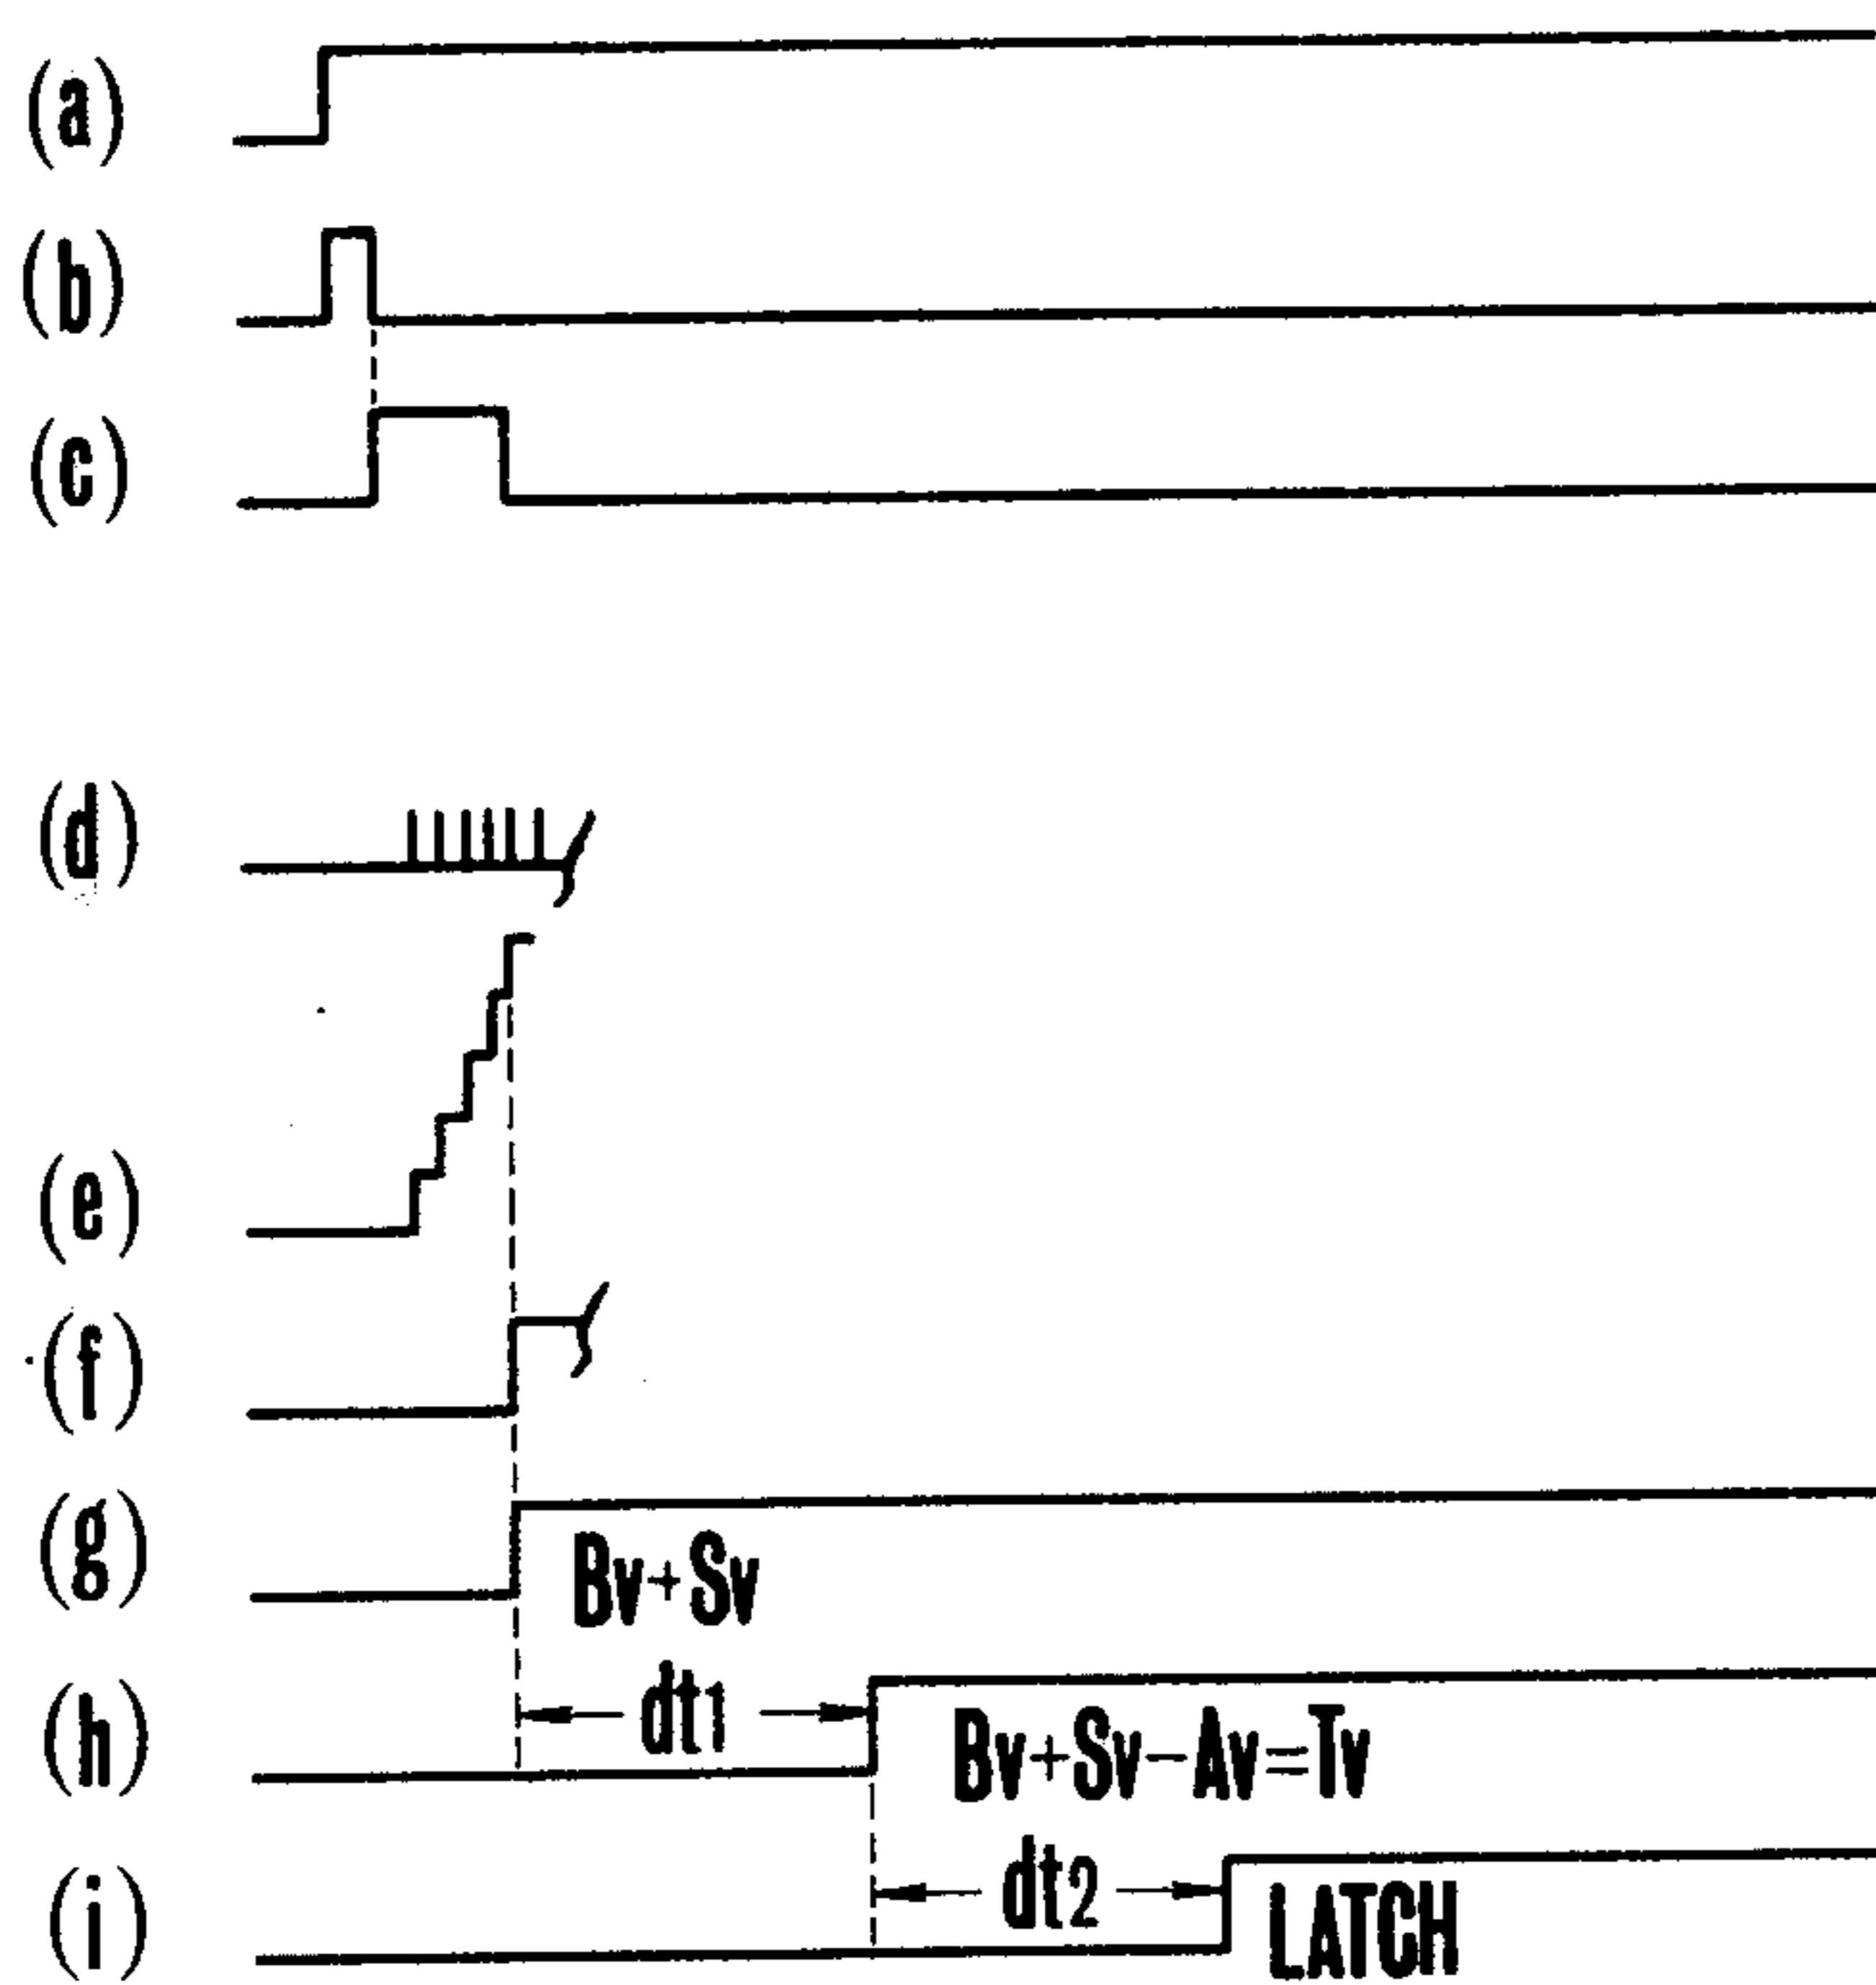 (a)
(b)
(c)
(d)
(e)
(f)
(g)
Bv+Sv
(h)
dt1
Bv+Sv-Av=Tv
(i)
dt2
LATCH